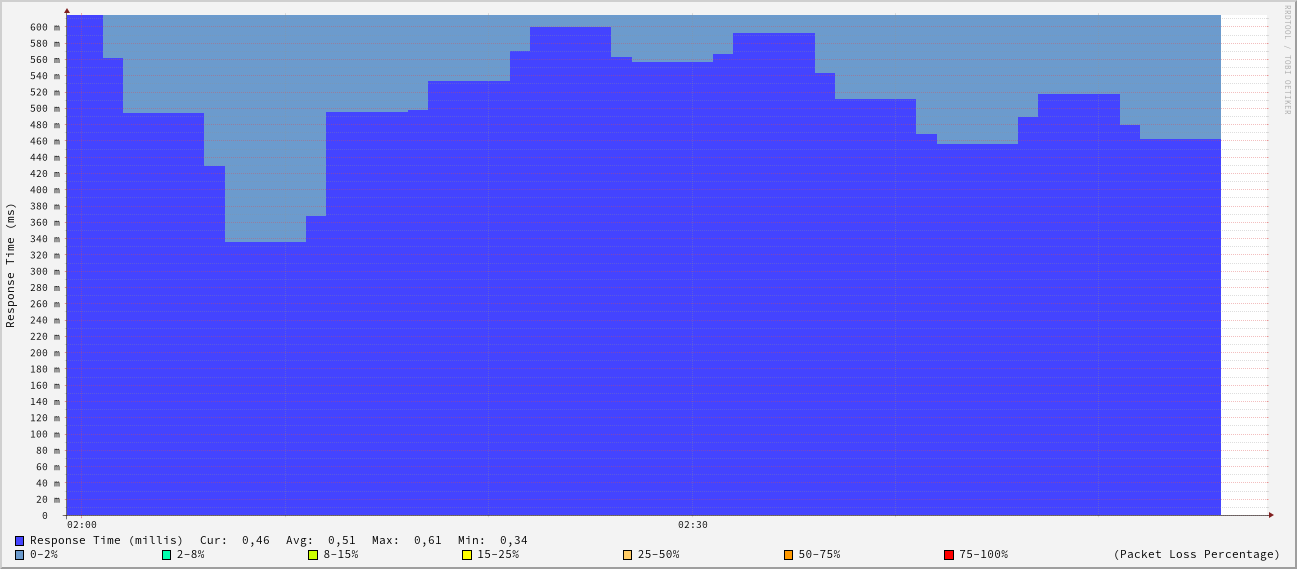 RRDTOOL / TOBI OETIKER
Response Time (ms)
600 m
580 m
560 m
540 m
520 m
500 m
480 m
460 m
440 m
420 m
400 m
380 m
360 m
340 m
320 m
300 m
280 m
260 m
240 m
220 m
200 m
180 m
160 m
140 m
120 m
100 m
80 m
60 m
40 m
20 m
0
02:00 02:30
Response Time (millis) Cur: 0,46 Avg: 0,51 Max: 0,61 Min: 0,34
0-2% 2-8% 8-15% 15-25% 25-50% 50-75% 75-100% (Packet Loss Percentage)